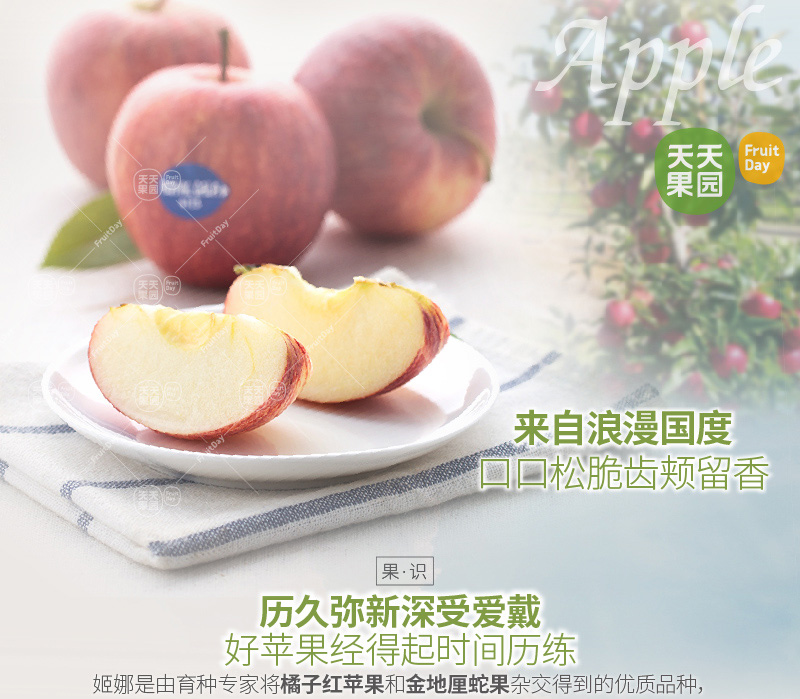 Apple
天天
果园
Fruit
Day
来自浪漫国度
口口松脆齿颊留香
果·识
历久弥新深受爱戴
好苹果经得起时间历练
姬娜是由育种专家将橘子红苹果和金地厘蛇果杂交得到的优质品种,